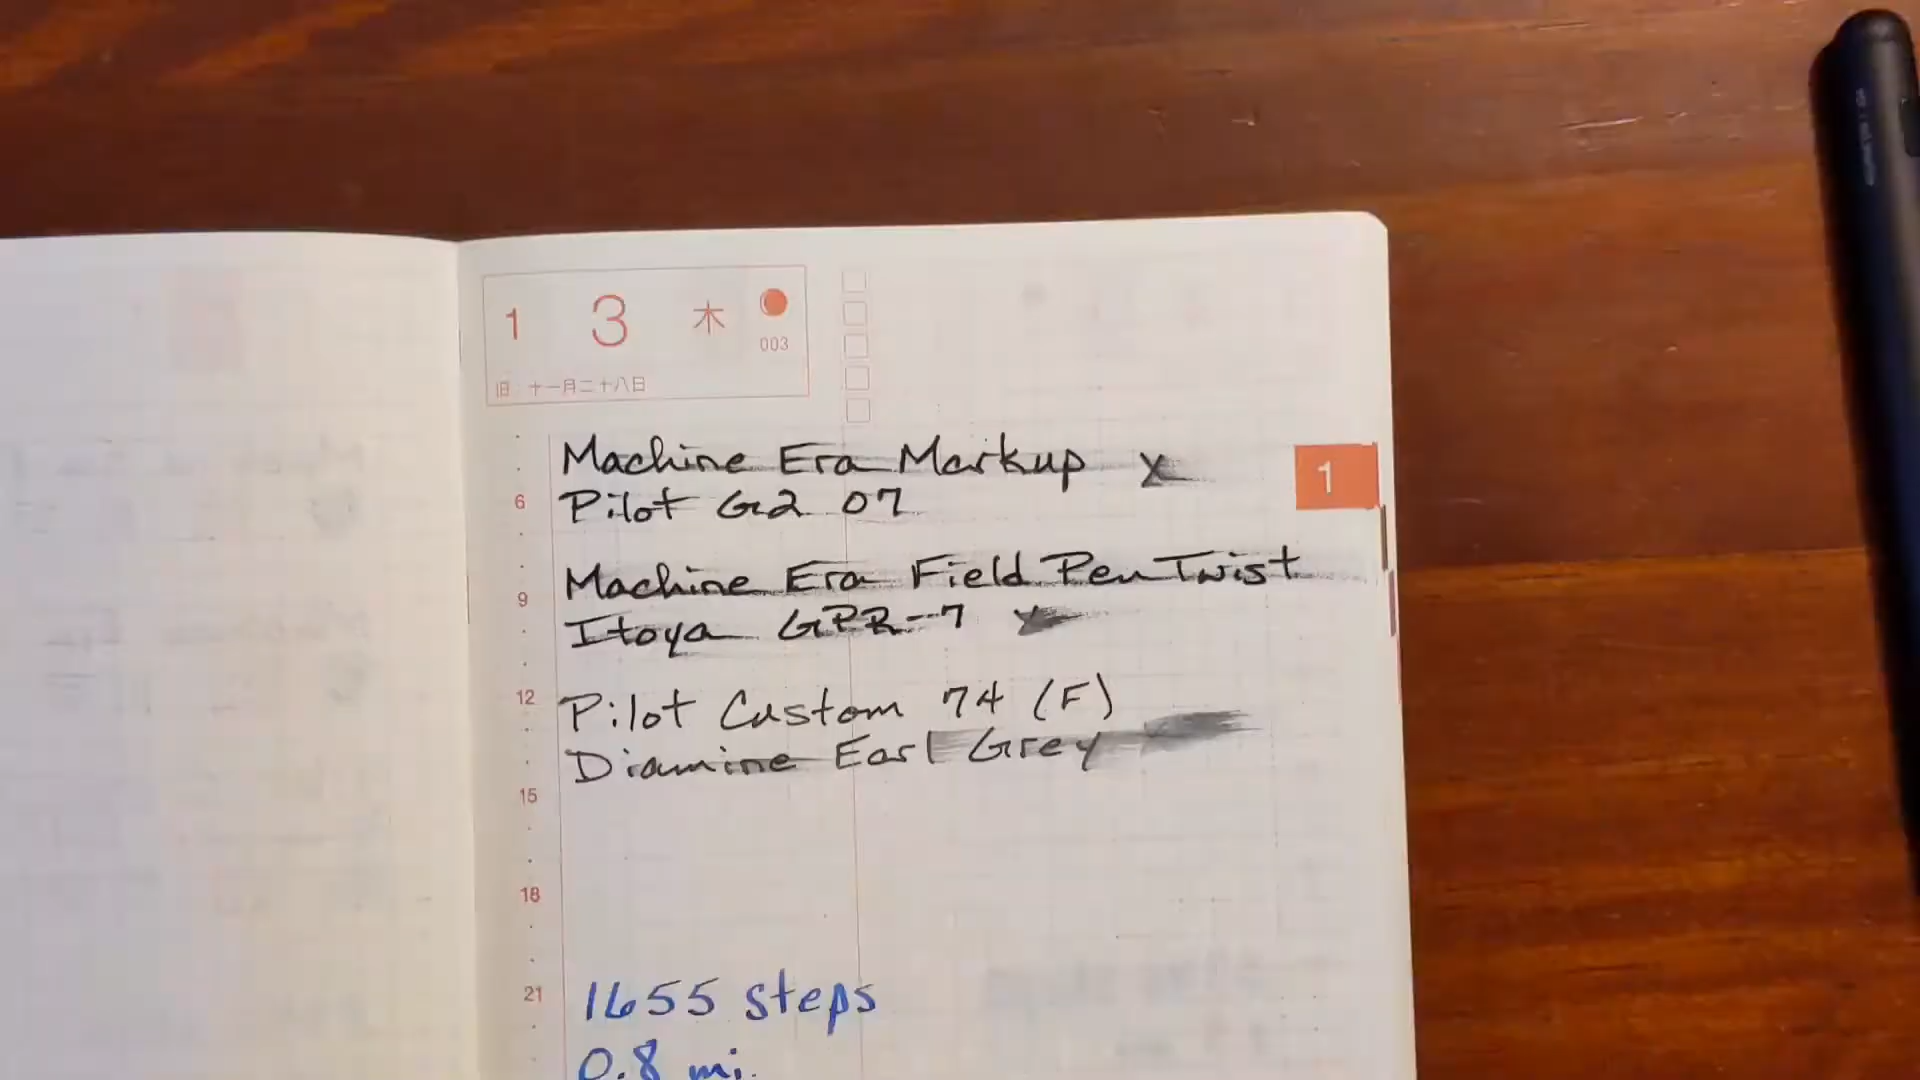 1 3 木
003
旧 十一月二十八日
Machine Era Markup x
1
6
Pilot G2 07
Machine Era Field Pen Twist
9
Itoya GPR-7 x
12
Pilot Custom 74 (F)
Diamine Earl Grey
15
18
21
1655 steps
0.8 mi.